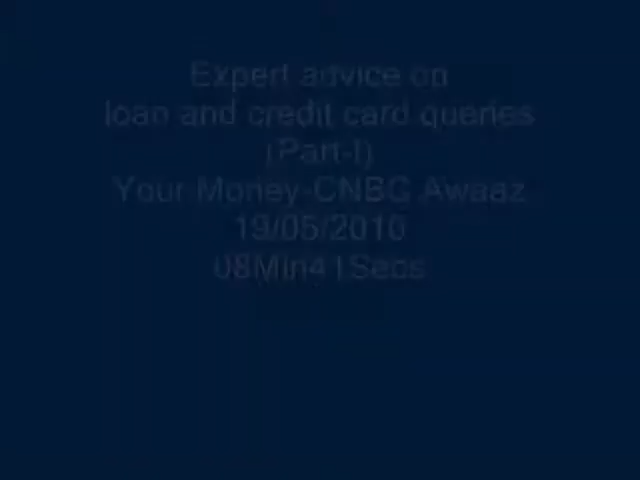 Expert advice on
loan and credit card queries
(Part-I)
Your Money-CNBC Awaaz
19/05/2010
08Min41Secs